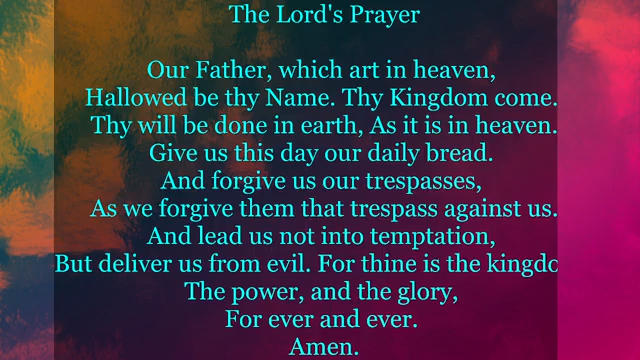 The Lord's Prayer
Our Father, which art in heaven,
Hallowed be thy Name. Thy Kingdom come.
Thy will be done in earth, As it is in heaven.
Give us this day our daily bread.
And forgive us our trespasses,
As we forgive them that trespass against us.
And lead us not into temptation,
But deliver us from evil. For thine is the kingdo
The power, and the glory,
For ever and ever.
Amen.